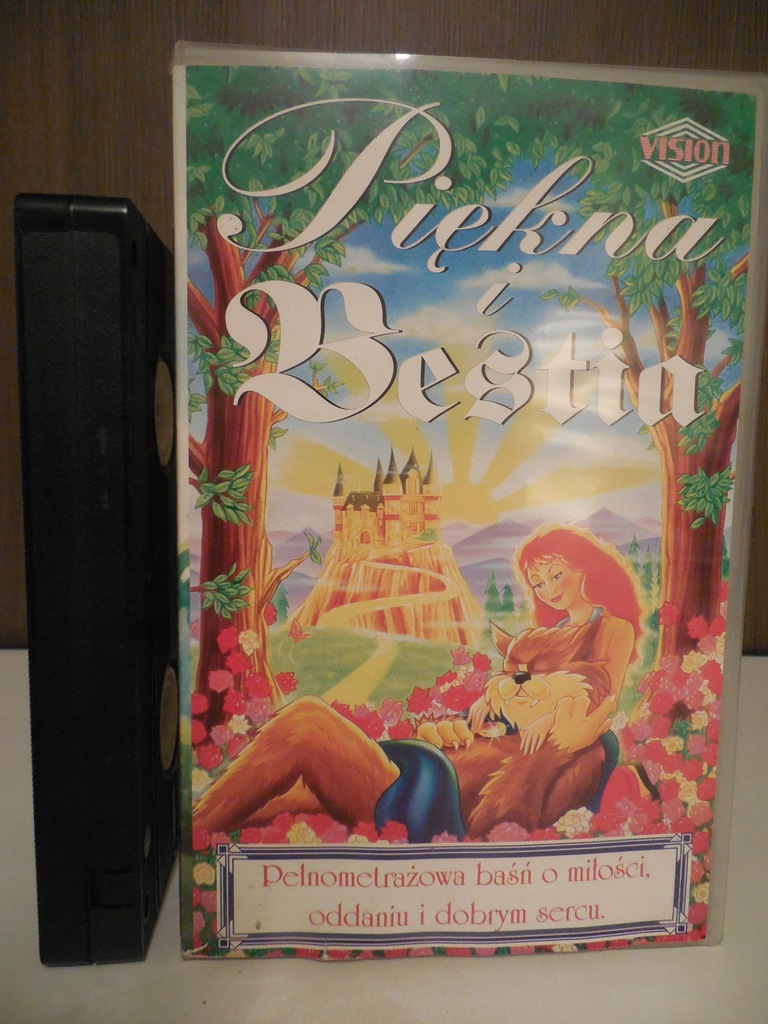 VISION
Piękna
i
Bestia
Pełnometrażowa baśń o miłości,
oddaniu i dobrym sercu.